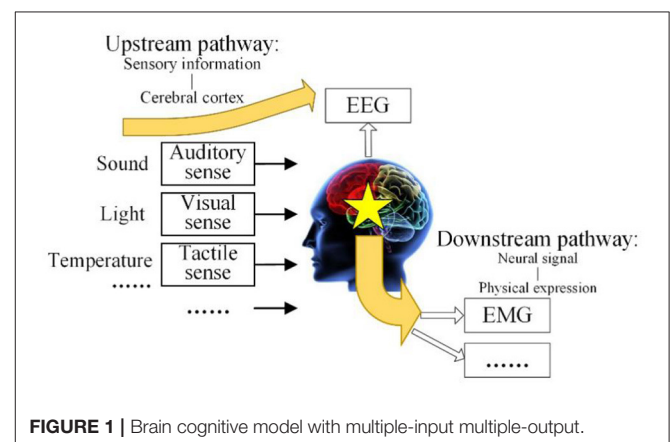 Upstream pathway:
Sensory information
Cerebral cortex
EEG
Sound
Auditory
sense
Light
Visual
sense
Temperature
Tactile
sense
......
......
Downstream pathway:
Neural signal
Physical expression
EMG
......
FIGURE 1 | Brain cognitive model with multiple-input multiple-output.